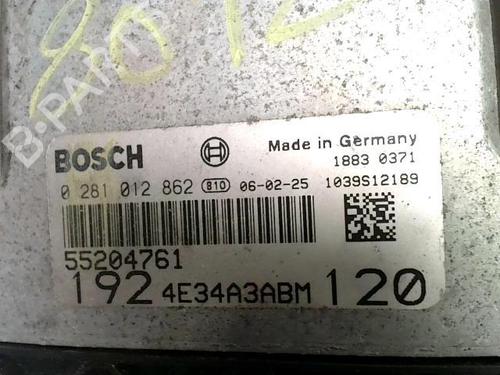 BOSCH
Made in Germany
1883 0371
0 281 012 862 810 06-02-25 1039S12189
55204761
192 4E34A3ABM 120
B-PARTS